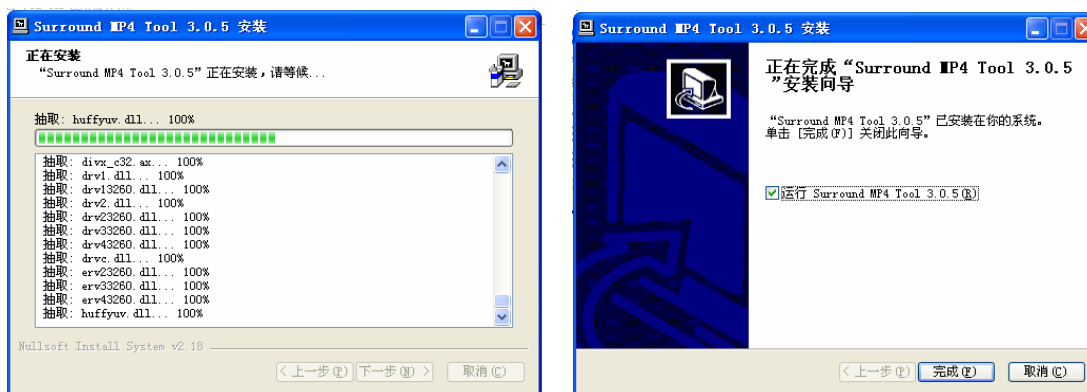 Surround MP4 Tool 3.0.5 安装
正在安装
“Surround MP4 Tool 3.0.5”正在安装，请等候...
抽取: huffyuv.dll... 100%
抽取: divx_c32.ax... 100%
抽取: drv1.dll... 100%
抽取: drv13260.dll... 100%
抽取: drv2.dll... 100%
抽取: drv23260.dll... 100%
抽取: drv33260.dll... 100%
抽取: drv43260.dll... 100%
抽取: drvc.dll... 100%
抽取: erv23260.dll... 100%
抽取: erv33260.dll... 100%
抽取: erv43260.dll... 100%
抽取: huffyuv.dll... 100%
Nullsoft Install System v2.18
< 上一步(P) 下一步(N) > 取消(C)
Surround MP4 Tool 3.0.5 安装
正在完成“Surround MP4 Tool 3.0.5
”安装向导
“Surround MP4 Tool 3.0.5”已安装在你的系统。
单击 [完成(F)] 关闭此向导。
运行 Surround MP4 Tool 3.0.5(R)
< 上一步(P) 完成(F) 取消(C)